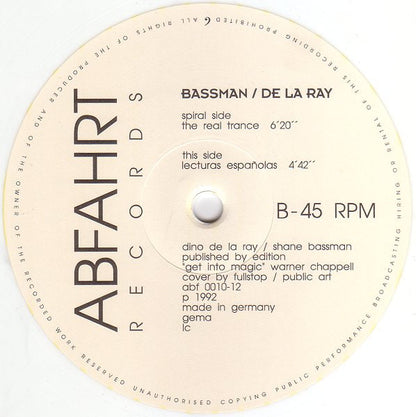 BASSMAN / DE LA RAY
spiral side
the real trance 6'20´´
this side
lecturas españolas 4'42´´
B-45 RPM
dino de la ray / shane bassman
published by edition
"get into magic" warner chappell
cover by fullstop / public art
abf 0010-12
p 1992
made in germany
gema
lc
ABFAHRT
RECORDS
ALL RIGHTS OF THE PRODUCER AND OF THE OWNER OF THE RECORDED WORK RESERVED UNAUTHORISED COPYING PUBLIC PERFORMANCE BROADCASTING HIRING OR RENTAL OF THIS RECORDING PROHIBITED